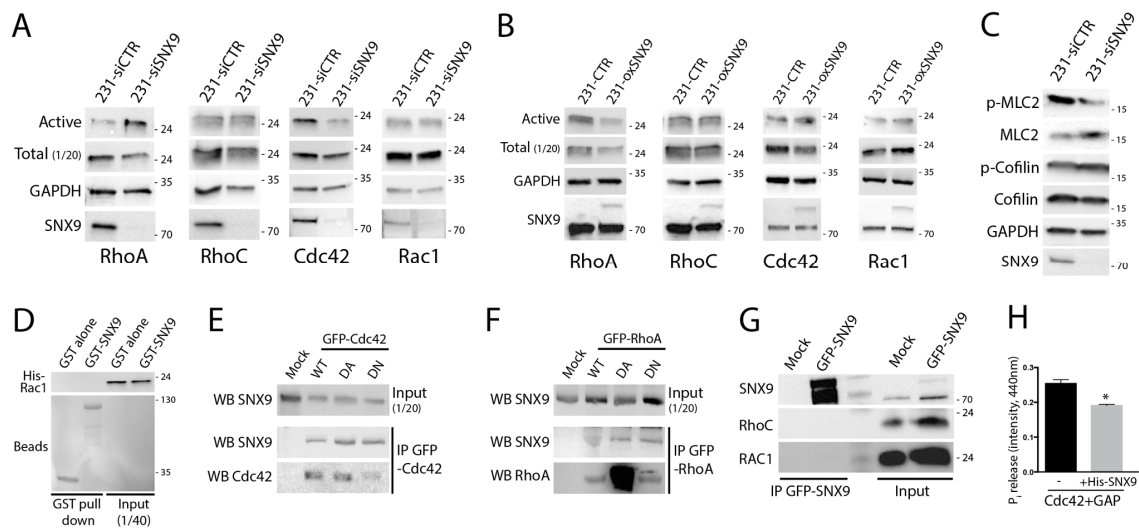 A
231-siCTR 231-siSNX9 231-siCTR 231-siSNX9 231-siCTR 231-siSNX9 231-siCTR 231-siSNX9
Active - 24 - 24 - 24 - 24
Total (1/20) - 24 - 24 - 24 - 24
GAPDH - 35 - 35 - 35 - 35
SNX9 - 70 - 70 - 70 - 70
RhoA RhoC Cdc42 Rac1
B
231-CTR 231-oxSNX9 231-CTR 231-oxSNX9 231-CTR 231-oxSNX9 231-CTR 231-oxSNX9
Active - 24 - 24 - 24 - 24
Total (1/20) - 24 - 24 - 24 - 24
GAPDH - 35 - 35 - 35 - 35
SNX9 - 70 - 70 - 70 - 70
RhoA RhoC Cdc42 Rac1
C
231-siCTR 231-siSNX9
p-MLC2 - 15
MLC2 - 15
p-Cofilin
Cofilin - 15
GAPDH - 35
SNX9 - 70
D
GST alone GST-SNX9 GST alone GST-SNX9
His-
Rac1
- 24
- 130
Beads
- 35
GST pull
down
Input
(1/40)
E
GFP-Cdc42
Mock WT DA DN
WB SNX9 Input
(1/20)
WB SNX9
WB Cdc42
IP GFP
-Cdc42
F
GFP-RhoA
Mock WT DA DN
WB SNX9 Input
(1/20)
WB SNX9
WB RhoA
IP GFP
-RhoA
G
Mock GFP-SNX9 Mock GFP-SNX9
SNX9 - 70
- 24
RhoC
RAC1 - 24
IP GFP-SNX9 Input
H
Pi release (intensity, 440nm)
0.4
0.3
0.2
0.1
0.0
*
- +His-SNX9
Cdc42+GAP